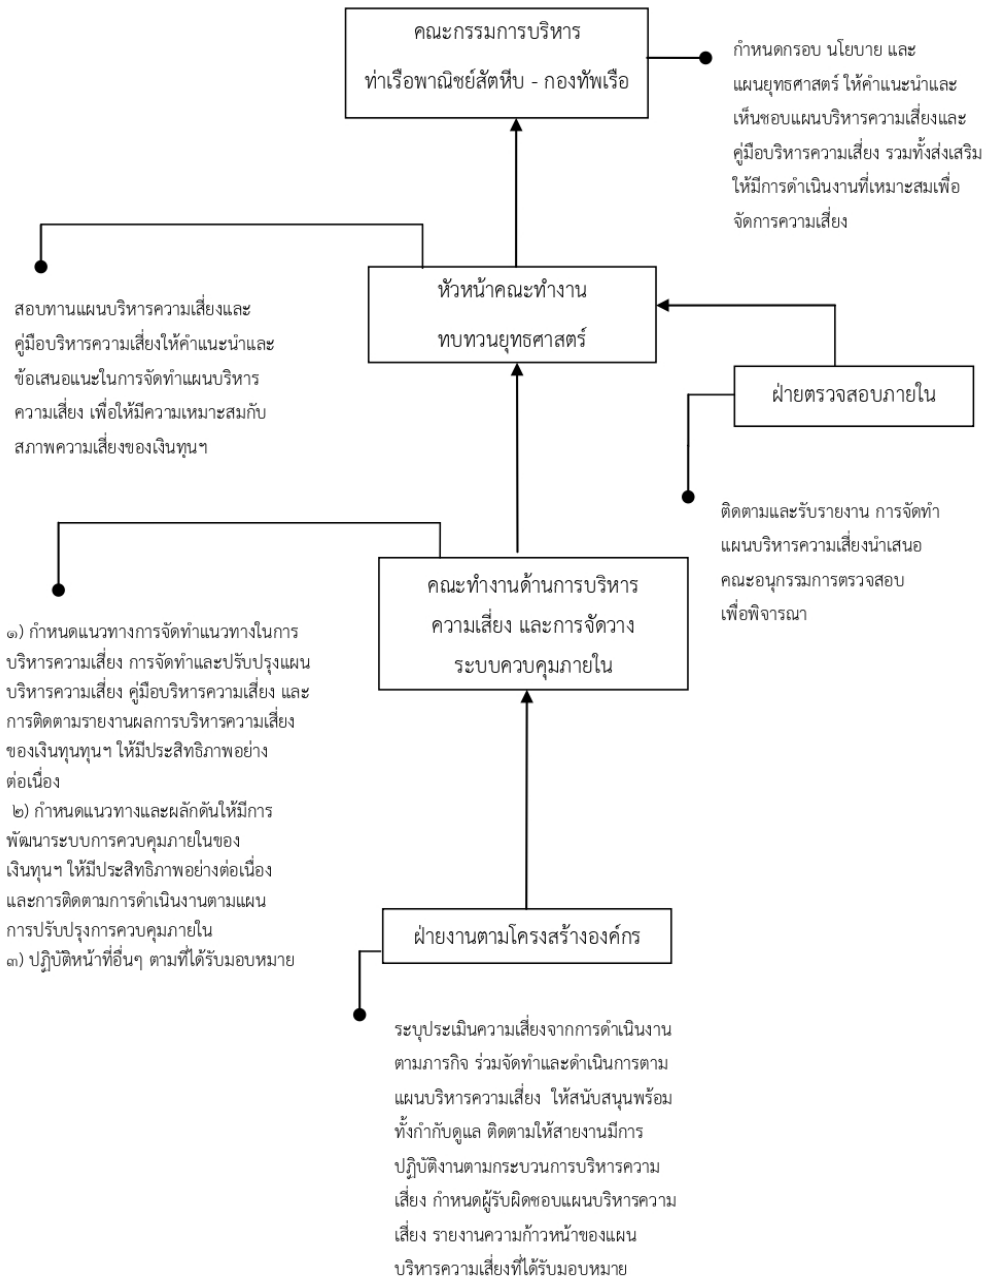 คณะกรรมการบริหาร
ท่าเรือพาณิชย์สัตหีบ - กองทัพเรือ
กำหนดกรอบ นโยบาย และ
แผนยุทธศาสตร์ ให้คำแนะนำและ
เห็นชอบแผนบริหารความเสี่ยงและ
คู่มือบริหารความเสี่ยง รวมทั้งส่งเสริม
ให้มีการดำเนินงานที่เหมาะสมเพื่อ
จัดการความเสี่ยง
หัวหน้าคณะทำงาน
ทบทวนยุทธศาสตร์
สอบทานแผนบริหารความเสี่ยงและ
คู่มือบริหารความเสี่ยงให้คำแนะนำและ
ข้อเสนอแนะในการจัดทำแผนบริหาร
ความเสี่ยง เพื่อให้มีความเหมาะสมกับ
สภาพความเสี่ยงของเงินทุนฯ
ฝ่ายตรวจสอบภายใน
ติดตามและรับรายงาน การจัดทำ
แผนบริหารความเสี่ยงนำเสนอ
คณะอนุกรรมการตรวจสอบ
เพื่อพิจารณา
คณะทำงานด้านการบริหาร
ความเสี่ยง และการจัดวาง
ระบบควบคุมภายใน
๑) กำหนดแนวทางการจัดทำแนวทางในการ
บริหารความเสี่ยง การจัดทำและปรับปรุงแผน
บริหารความเสี่ยง คู่มือบริหารความเสี่ยง และ
การติดตามรายงานผลการบริหารความเสี่ยง
ของเงินทุนทุนฯ ให้มีประสิทธิภาพอย่าง
ต่อเนื่อง
๒) กำหนดแนวทางและผลักดันให้มีการ
พัฒนาระบบการควบคุมภายในของ
เงินทุนฯ ให้มีประสิทธิภาพอย่างต่อเนื่อง
และการติดตามการดำเนินงานตามแผน
การปรับปรุงการควบคุมภายใน
๓) ปฏิบัติหน้าที่อื่นๆ ตามที่ได้รับมอบหมาย
ฝ่ายงานตามโครงสร้างองค์กร
ระบุประเมินความเสี่ยงจากการดำเนินงาน
ตามภารกิจ ร่วมจัดทำและดำเนินการตาม
แผนบริหารความเสี่ยง ให้สนับสนุนพร้อม
ทั้งกำกับดูแล ติดตามให้สายงานมีการ
ปฏิบัติงานตามกระบวนการบริหารความ
เสี่ยง กำหนดผู้รับผิดชอบแผนบริหารความ
เสี่ยง รายงานความก้าวหน้าของแผน
บริหารความเสี่ยงที่ได้รับมอบหมาย